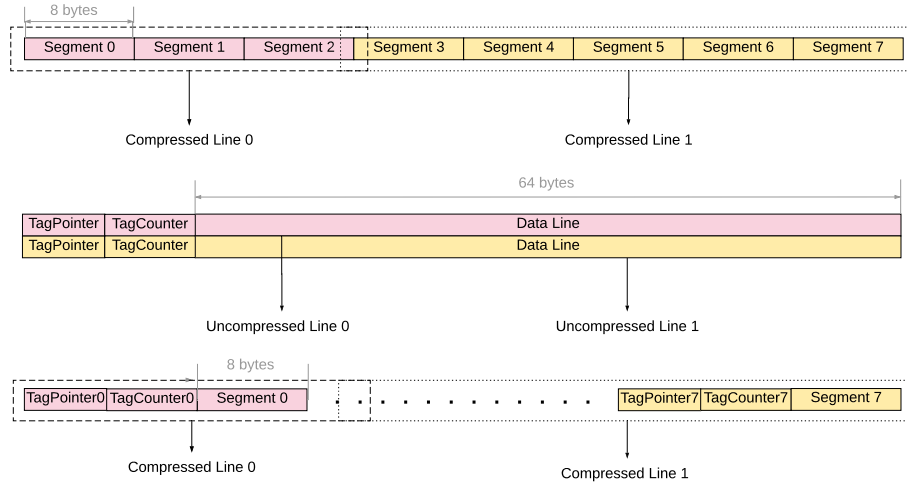 8 bytes
Segment 0 Segment 1 Segment 2 Segment 3 Segment 4 Segment 5 Segment 6 Segment 7
Compressed Line 0 Compressed Line 1
64 bytes
TagPointer TagCounter Data Line
TagPointer TagCounter Data Line
Uncompressed Line 0 Uncompressed Line 1
8 bytes
TagPointer0 TagCounter0 Segment 0 TagPointer7 TagCounter7 Segment 7
Compressed Line 0 Compressed Line 1